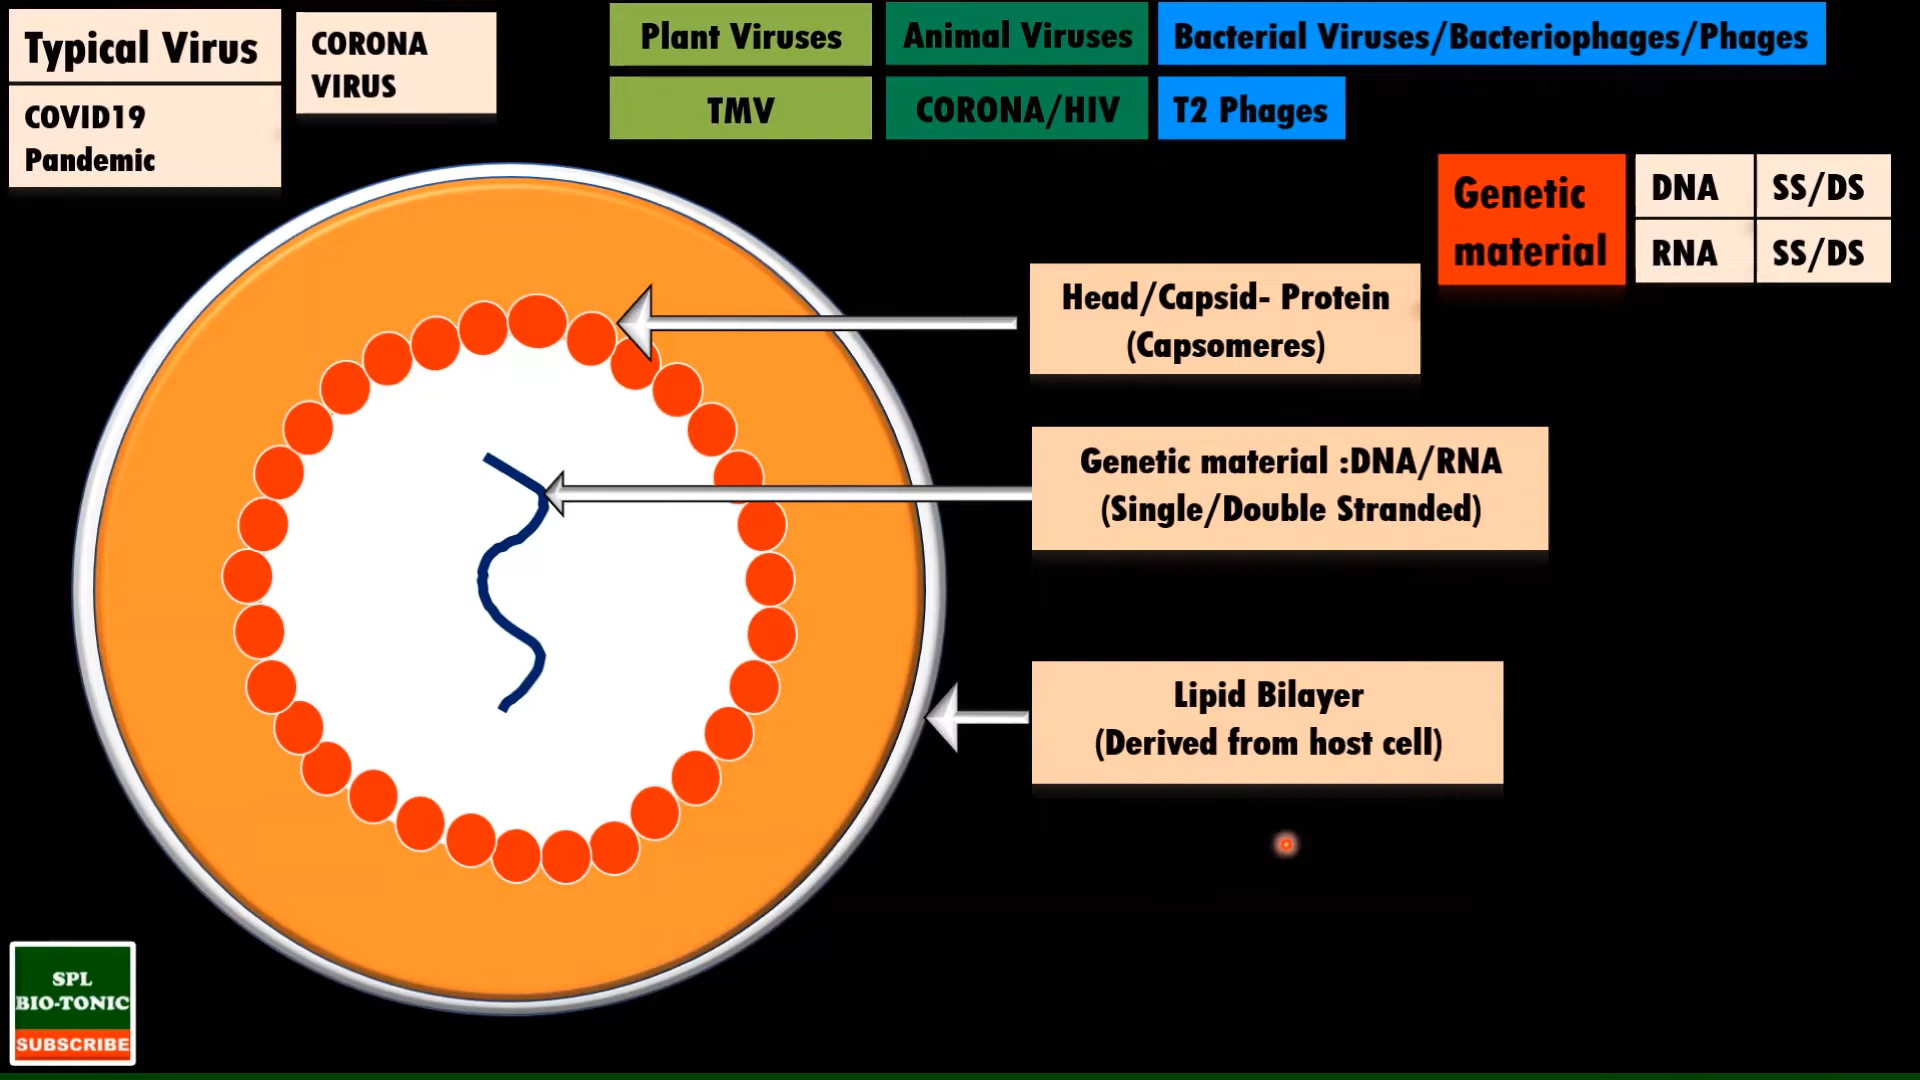 Typical Virus
COVID19
Pandemic
CORONA
VIRUS
Plant Viruses
Animal Viruses
Bacterial Viruses/Bacteriophages/Phages
TMV
CORONA/HIV
T2 Phages
Genetic
material
DNA
SS/DS
RNA
SS/DS
Head/Capsid- Protein
(Capsomeres)
Genetic material :DNA/RNA
(Single/Double Stranded)
Lipid Bilayer
(Derived from host cell)
SPL
BIO-TONIC
SUBSCRIBE